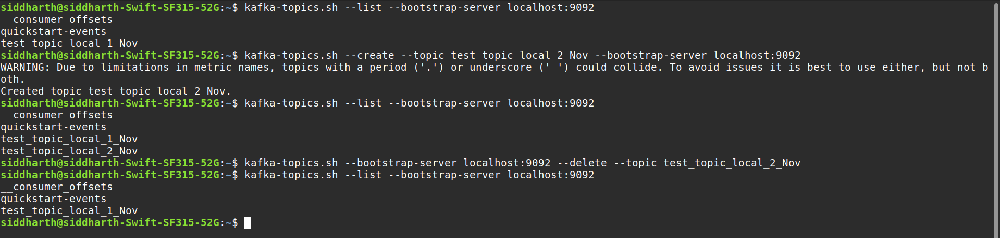 siddharth@siddharth-Swift-SF315-52G:~$ kafka-topics.sh --list --bootstrap-server localhost:9092
__consumer_offsets
quickstart-events
test_topic_local_1_Nov
siddharth@siddharth-Swift-SF315-52G:~$ kafka-topics.sh --create --topic test_topic_local_2_Nov --bootstrap-server localhost:9092
WARNING: Due to limitations in metric names, topics with a period ('.') or underscore ('_') could collide. To avoid issues it is best to use either, but not b
oth.
Created topic test_topic_local_2_Nov.
siddharth@siddharth-Swift-SF315-52G:~$ kafka-topics.sh --list --bootstrap-server localhost:9092
__consumer_offsets
quickstart-events
test_topic_local_1_Nov
test_topic_local_2_Nov
siddharth@siddharth-Swift-SF315-52G:~$ kafka-topics.sh --bootstrap-server localhost:9092 --delete --topic test_topic_local_2_Nov
siddharth@siddharth-Swift-SF315-52G:~$ kafka-topics.sh --list --bootstrap-server localhost:9092
__consumer_offsets
quickstart-events
test_topic_local_1_Nov
siddharth@siddharth-Swift-SF315-52G:~$